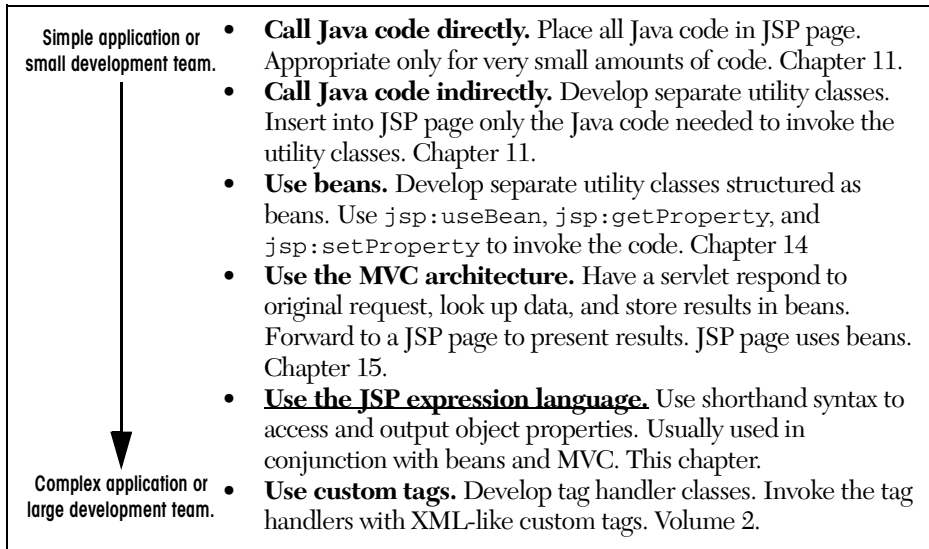 Simple application or
small development team.
• Call Java code directly. Place all Java code in JSP page.
Appropriate only for very small amounts of code. Chapter 11.
• Call Java code indirectly. Develop separate utility classes.
Insert into JSP page only the Java code needed to invoke the
utility classes. Chapter 11.
• Use beans. Develop separate utility classes structured as
beans. Use jsp:useBean, jsp:getProperty, and
jsp:setProperty to invoke the code. Chapter 14
• Use the MVC architecture. Have a servlet respond to
original request, look up data, and store results in beans.
Forward to a JSP page to present results. JSP page uses beans.
Chapter 15.
• Use the JSP expression language. Use shorthand syntax to
access and output object properties. Usually used in
conjunction with beans and MVC. This chapter.
Complex application or
large development team.
• Use custom tags. Develop tag handler classes. Invoke the tag
handlers with XML-like custom tags. Volume 2.